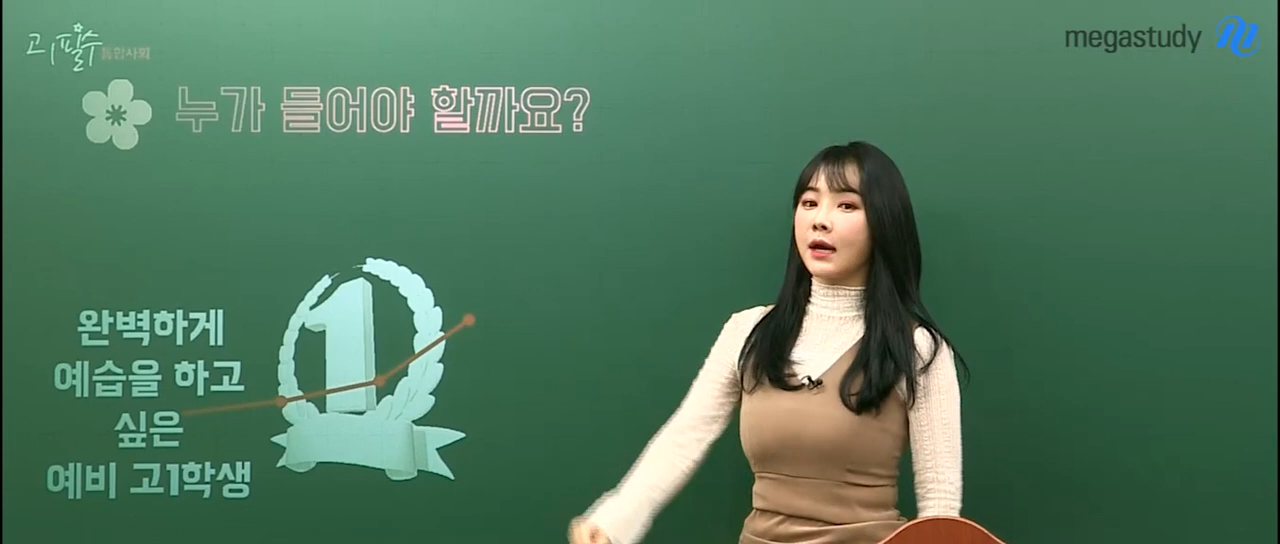 고1필수
통합사회
megastudy
누가 들어야 할까요?
완벽하게
예습을 하고
싶은
예비 고1학생
1